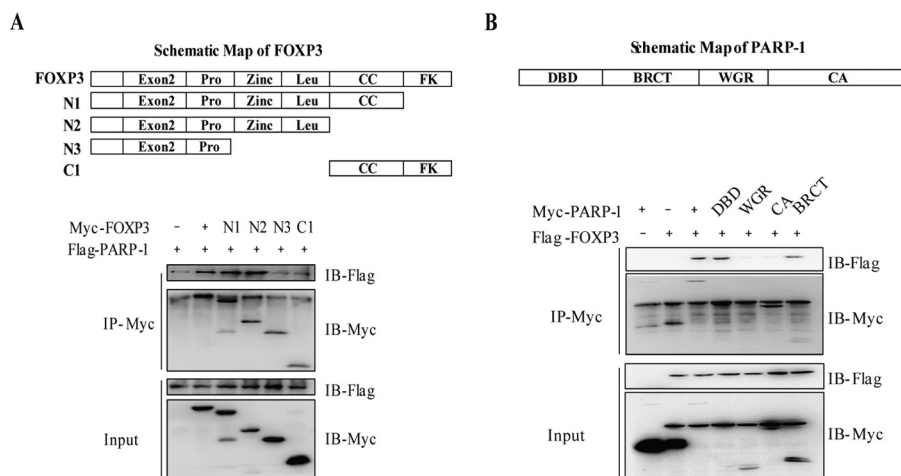 A
Schematic Map of FOXP3
FOXP3 Exon2 Pro Zinc Leu CC FK
N1 Exon2 Pro Zinc Leu CC
N2 Exon2 Pro Zinc Leu
N3 Exon2 Pro
C1 CC FK
Myc-FOXP3 - + N1 N2 N3 C1
Flag-PARP-1 + + + + + +
IP-Myc
IB-Flag
IB-Myc
Input
IB-Flag
IB-Myc
B
Schematic Map of PARP-1
DBD BRCT WGR CA
Myc-PARP-1 + - + DBD WGR CA BRCT
Flag-FOXP3 - + + + + + +
IP-Myc
IB-Flag
IB-Myc
Input
IB-Flag
IB-Myc